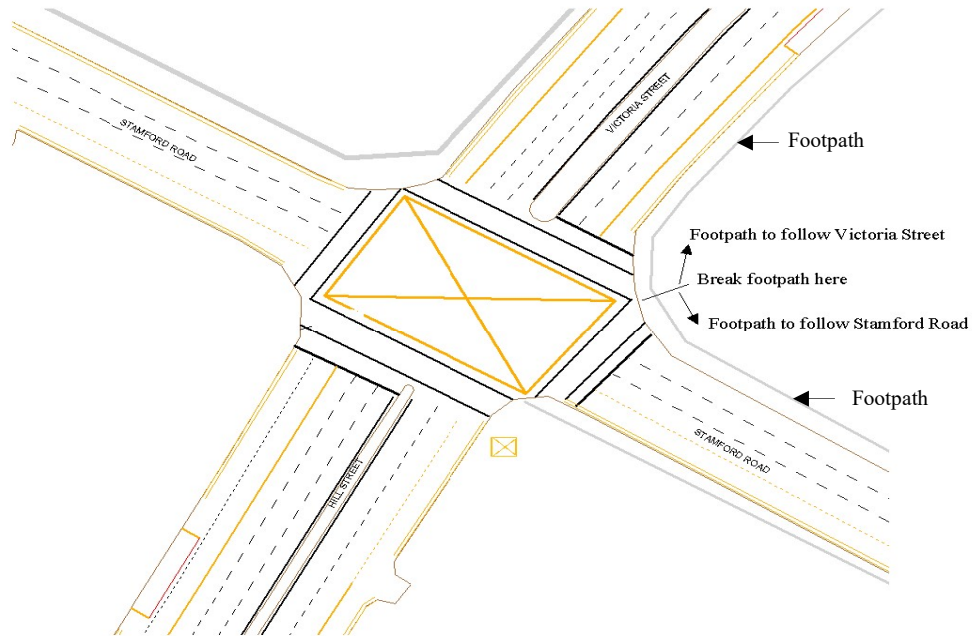 STAMFORD ROAD
VICTORIA STREET
Footpath
Footpath to follow Victoria Street
Break footpath here
Footpath to follow Stamford Road
Footpath
STAMFORD ROAD
HILL STREET